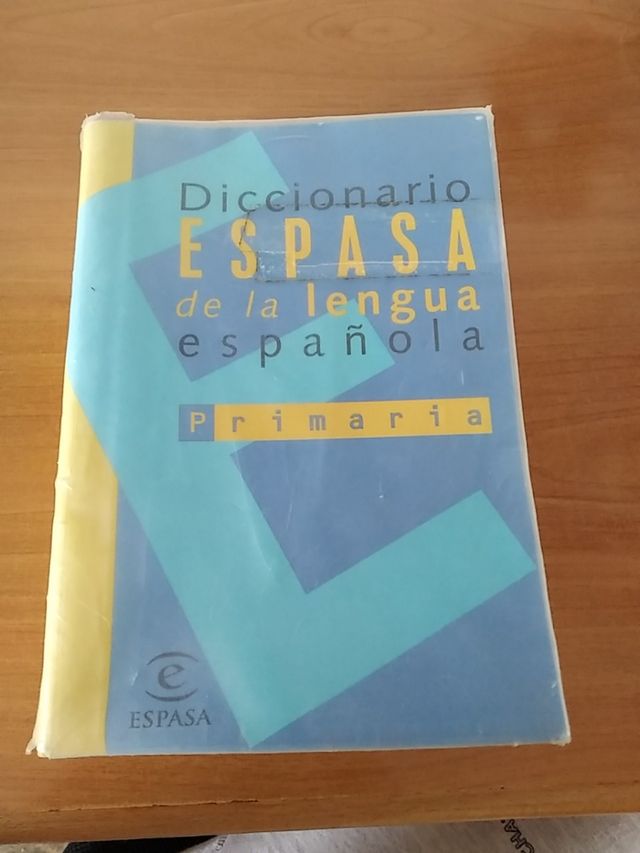 Diccionario
ESPASA
de la lengua
española
Primaria
e
ESPASA